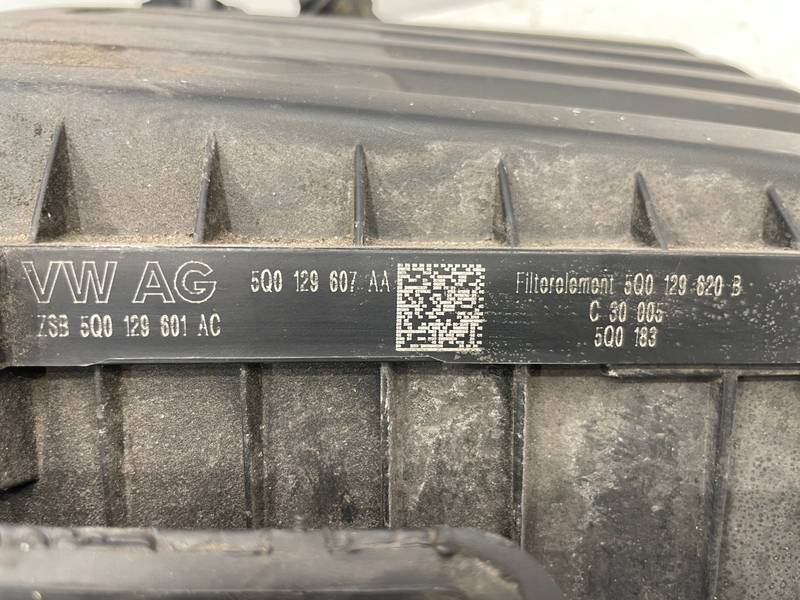 VW AG
ZSB 5Q0 129 601 AC
5Q0 129 607 AA
Filterelement 5Q0 129 620 B
C 30 005
5Q0 183